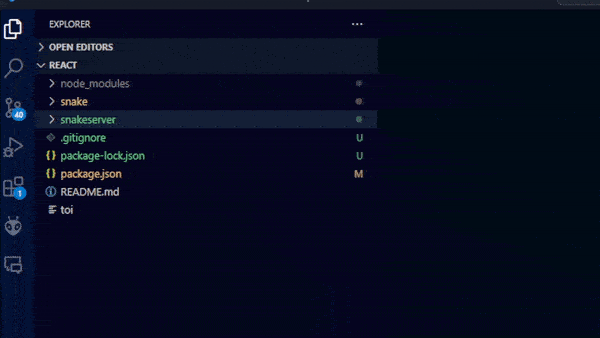 EXPLORER
OPEN EDITORS
REACT
node_modules
snake
snakeserver
.gitignore U
package-lock.json U
package.json M
README.md
toi
40
1